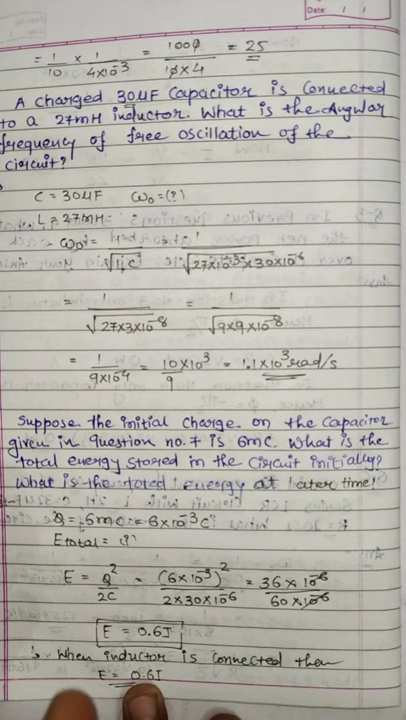 Date: / /
= 1/10 × 1/4×10⁻³ = 1000/10×4 = 25
A charged 30µF Capacitor is Connected
to a 27mH inductor. What is the Angular
frequency of free oscillation of the
Circuit?
C = 30µF ω₀ = (?)
L = 27mH
ω₀ = 1/√LC = 1/√27×10⁻³×30×10⁻⁶
= 1/√27×3×10⁻⁸ = 1/√9×9×10⁻⁸
= 1/9×10⁻⁴ = 10×10³/9 = 1.1×10³rad/s
Suppose the initial charge on the Capacitor
given in question no. 7 is 6mC. What is the
total energy stored in the Circuit initially?
What is the total energy at later time?
Q = 6mC = 6×10⁻³C
Etotal = (?)
E = Q²/2C = (6×10⁻³)²/2×30×10⁻⁶ = 36×10⁻⁶/60×10⁻⁶
E = 0.6J
When inductor is connected then
E = 0.6J